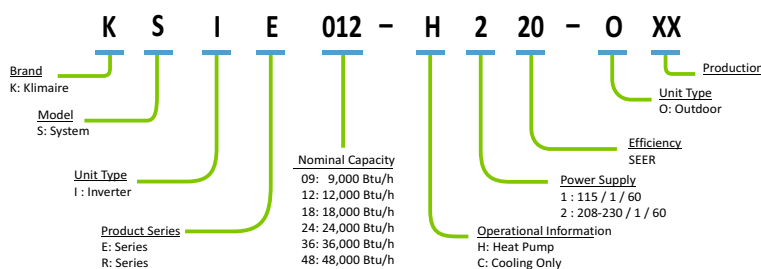 K S I E 012 – H 2 20 – O XX
Brand
K: Klimaire
Model
S: System
Unit Type
I : Inverter
Product Series
E: Series
R: Series
Nominal Capacity
09: 9,000 Btu/h
12: 12,000 Btu/h
18: 18,000 Btu/h
24: 24,000 Btu/h
36: 36,000 Btu/h
48: 48,000 Btu/h
Operational Information
H: Heat Pump
C: Cooling Only
Power Supply
1 : 115 / 1 / 60
2 : 208-230 / 1 / 60
Efficiency
SEER
Unit Type
O: Outdoor
Production